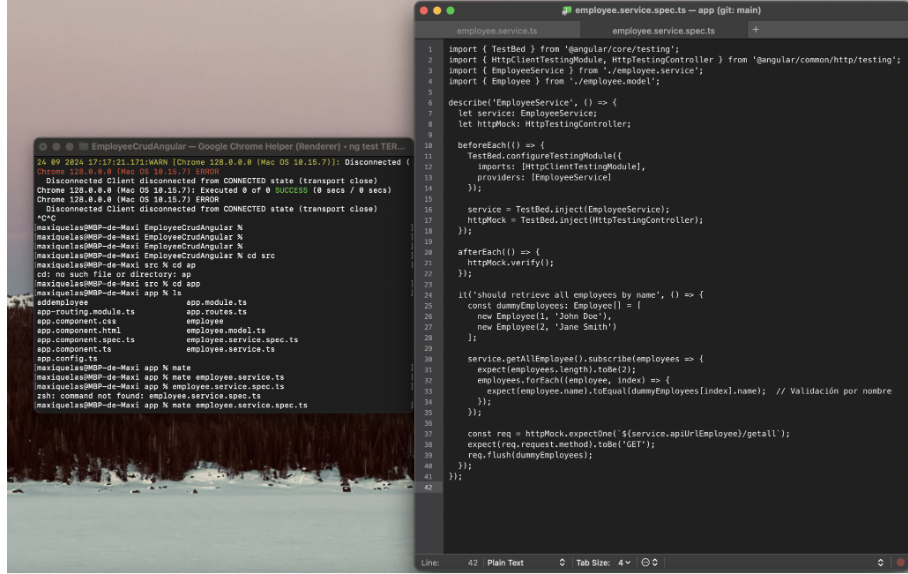 EmployeeCrudAngular — Google Chrome Helper (Renderer) • ng test TER...
24 09 2024 17:17:21.171:WARN [Chrome 128.0.0.0 (Mac OS 10.15.7)]: Disconnected (
Chrome 128.0.0.0 (Mac OS 10.15.7) ERROR
Disconnected Client disconnected from CONNECTED state (transport close)
Chrome 128.0.0.0 (Mac OS 10.15.7): Executed 0 of 0 SUCCESS (0 secs / 0 secs)
Chrome 128.0.0.0 (Mac OS 10.15.7) ERROR
Disconnected Client disconnected from CONNECTED state (transport close)
^C^C
[maxiquelas@MBP-de-Maxi EmployeeCrudAngular % ]
[maxiquelas@MBP-de-Maxi EmployeeCrudAngular % ]
[maxiquelas@MBP-de-Maxi EmployeeCrudAngular % ]
[maxiquelas@MBP-de-Maxi EmployeeCrudAngular % cd src ]
[maxiquelas@MBP-de-Maxi src % cd ap ]
cd: no such file or directory: ap
[maxiquelas@MBP-de-Maxi src % cd app ]
[maxiquelas@MBP-de-Maxi app % ls ]
addemployee app.module.ts
app-routing.module.ts app.routes.ts
app.component.css employee
app.component.html employee.model.ts
app.component.spec.ts employee.service.spec.ts
app.component.ts employee.service.ts
app.config.ts
[maxiquelas@MBP-de-Maxi app % mate ]
[maxiquelas@MBP-de-Maxi app % mate employee.service.ts ]
[maxiquelas@MBP-de-Maxi app % employee.service.spec.ts ]
zsh: command not found: employee.service.spec.ts
[maxiquelas@MBP-de-Maxi app % mate employee.service.spec.ts ]
employee.service.spec.ts — app (git: main)
employee.service.ts employee.service.spec.ts +
1 import { TestBed } from '@angular/core/testing';
2 import { HttpClientTestingModule, HttpTestingController } from '@angular/common/http/testing';
3 import { EmployeeService } from './employee.service';
4 import { Employee } from './employee.model';
5
6 describe('EmployeeService', () => {
7 let service: EmployeeService;
8 let httpMock: HttpTestingController;
9
10 beforeEach(() => {
11 TestBed.configureTestingModule({
12 imports: [HttpClientTestingModule],
13 providers: [EmployeeService]
14 });
15
16 service = TestBed.inject(EmployeeService);
17 httpMock = TestBed.inject(HttpTestingController);
18 });
19
20 afterEach(() => {
21 httpMock.verify();
22 });
23
24 it('should retrieve all employees by name', () => {
25 const dummyEmployees: Employee[] = [
26 new Employee(1, 'John Doe'),
27 new Employee(2, 'Jane Smith')
28 ];
29
30 service.getAllEmployee().subscribe(employees => {
31 expect(employees.length).toBe(2);
32 employees.forEach((employee, index) => {
33 expect(employee.name).toEqual(dummyEmployees[index].name); // Validación por nombre
34 });
35 });
36
37 const req = httpMock.expectOne(`${service.apiUrlEmployee}/getall`);
38 expect(req.request.method).toBe('GET');
39 req.flush(dummyEmployees);
40 });
41 });
42
Line: 42 Plain Text Tab Size: 4